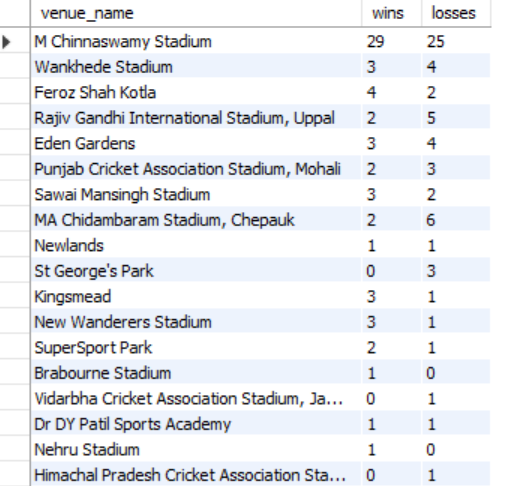 venue_name wins losses
M Chinnaswamy Stadium 29 25
Wankhede Stadium 3 4
Feroz Shah Kotla 4 2
Rajiv Gandhi International Stadium, Uppal 2 5
Eden Gardens 3 4
Punjab Cricket Association Stadium, Mohali 2 3
Sawai Mansingh Stadium 3 2
MA Chidambaram Stadium, Chepauk 2 6
Newlands 1 1
St George's Park 0 3
Kingsmead 3 1
New Wanderers Stadium 3 1
SuperSport Park 2 1
Brabourne Stadium 1 0
Vidarbha Cricket Association Stadium, Ja... 0 1
Dr DY Patil Sports Academy 1 1
Nehru Stadium 1 0
Himachal Pradesh Cricket Association Sta... 0 1